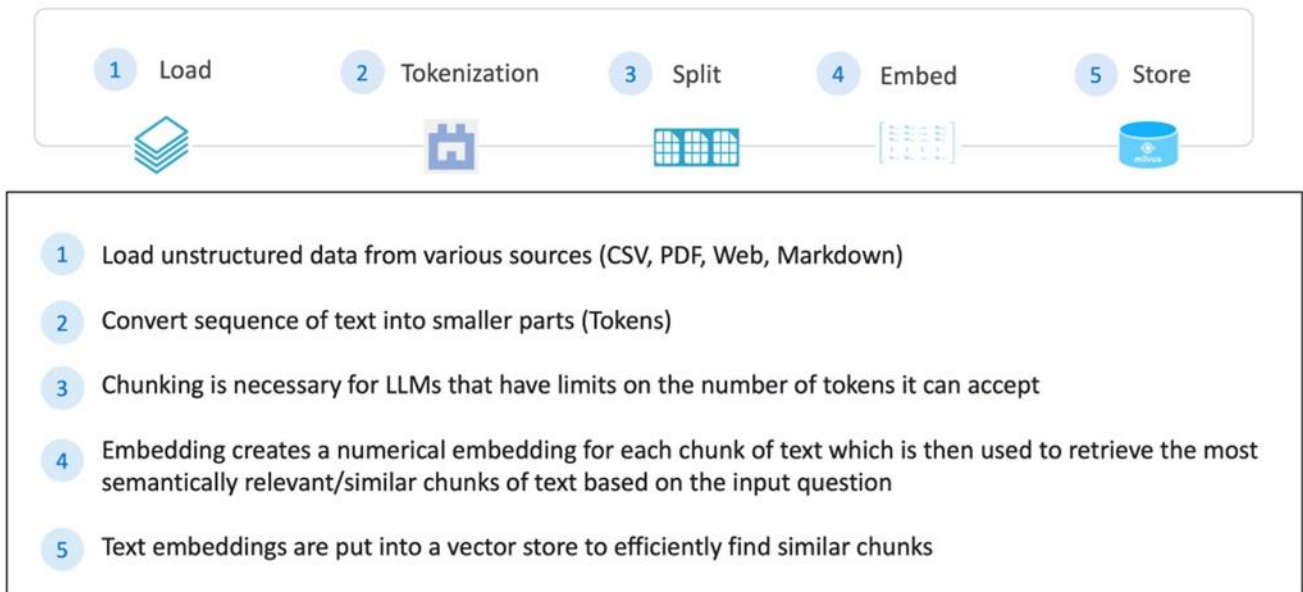 1 Load
2 Tokenization
3 Split
4 Embed
5 Store
milvus
1 Load unstructured data from various sources (CSV, PDF, Web, Markdown)
2 Convert sequence of text into smaller parts (Tokens)
3 Chunking is necessary for LLMs that have limits on the number of tokens it can accept
4 Embedding creates a numerical embedding for each chunk of text which is then used to retrieve the most
semantically relevant/similar chunks of text based on the input question
5 Text embeddings are put into a vector store to efficiently find similar chunks